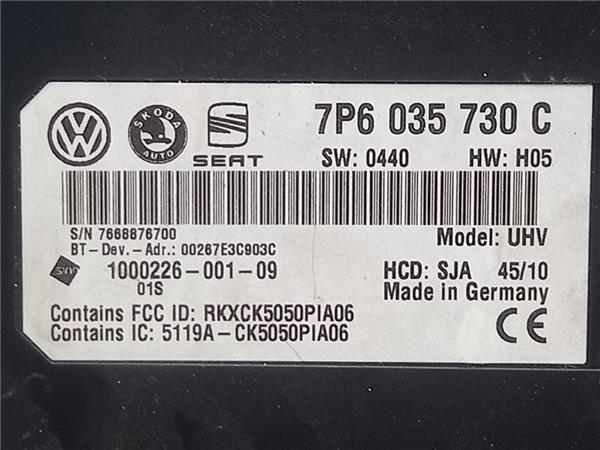 7P6 035 730 C
SKODA
AUTO
SEAT
SW: 0440 HW: H05
S/N 7668876700
BT-Dev.-Adr.: 00267E3C903C
Model: UHV
1000226-001-09
01S
HCD: SJA 45/10
Made in Germany
Contains FCC ID: RKXCK5050PIA06
Contains IC: 5119A-CK5050PIA06
CE